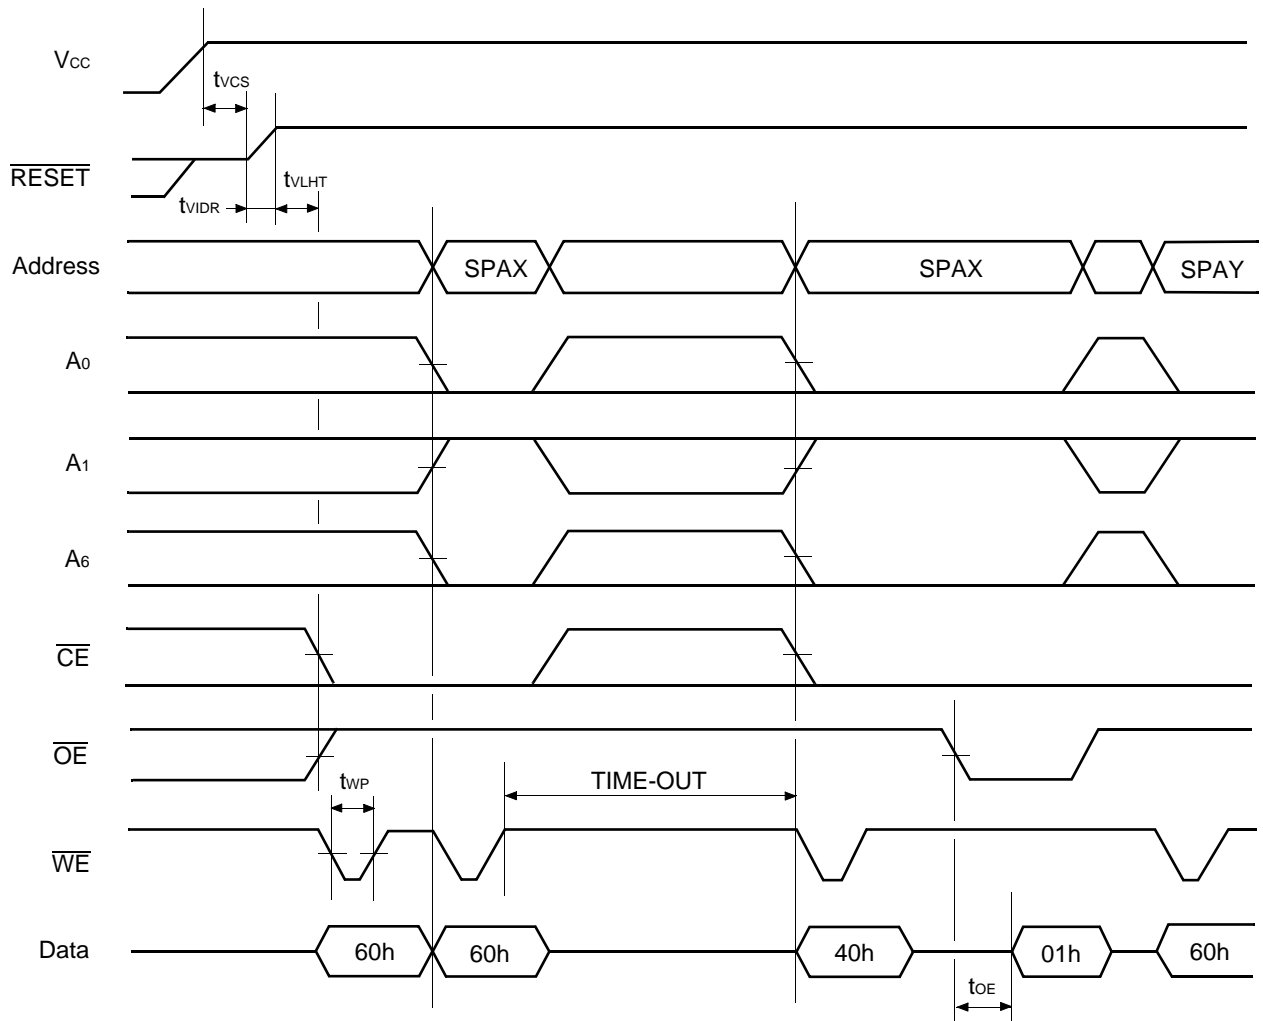 VCC
tVCS
RESET
tVLHT
tVIDR
Address
SPAX
SPAX
SPAY
A0
A1
A6
CE
OE
tWP
TIME-OUT
WE
Data
60h
60h
40h
01h
60h
tOE